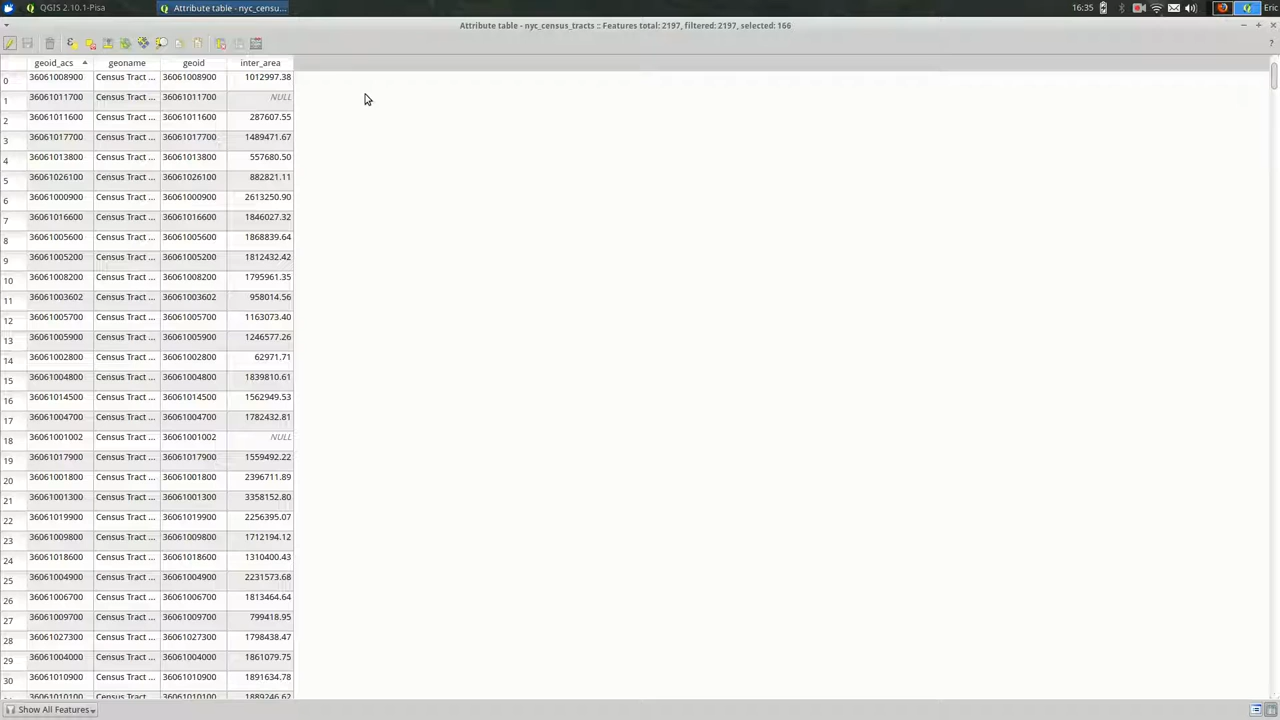 QGIS 2.10.1-Pisa
Attribute table - nyc_censu...
16:35
Eric
Attribute table - nyc_census_tracts :: Features total: 2197, filtered: 2197, selected: 166
?
geoid_acs geoname geoid inter_area
0 36061008900 Census Tract ... 36061008900 1012997.38
1 36061011700 Census Tract ... 36061011700 NULL
2 36061011600 Census Tract ... 36061011600 287607.55
3 36061017700 Census Tract ... 36061017700 1489471.67
4 36061013800 Census Tract ... 36061013800 557680.50
5 36061026100 Census Tract ... 36061026100 882821.11
6 36061000900 Census Tract ... 36061000900 2613250.90
7 36061016600 Census Tract ... 36061016600 1846027.32
8 36061005600 Census Tract ... 36061005600 1868839.64
9 36061005200 Census Tract ... 36061005200 1812432.42
10 36061008200 Census Tract ... 36061008200 1795961.35
11 36061003602 Census Tract ... 36061003602 958014.56
12 36061005700 Census Tract ... 36061005700 1163073.40
13 36061005900 Census Tract ... 36061005900 1246577.26
14 36061002800 Census Tract ... 36061002800 62971.71
15 36061004800 Census Tract ... 36061004800 1839810.61
16 36061014500 Census Tract ... 36061014500 1562949.53
17 36061004700 Census Tract ... 36061004700 1782432.81
18 36061001002 Census Tract ... 36061001002 NULL
19 36061017900 Census Tract ... 36061017900 1559492.22
20 36061001800 Census Tract ... 36061001800 2396711.89
21 36061001300 Census Tract ... 36061001300 3358152.80
22 36061019900 Census Tract ... 36061019900 2256395.07
23 36061009800 Census Tract ... 36061009800 1712194.12
24 36061018600 Census Tract ... 36061018600 1310400.43
25 36061004900 Census Tract ... 36061004900 2231573.68
26 36061006700 Census Tract ... 36061006700 1813464.64
27 36061009700 Census Tract ... 36061009700 799418.95
28 36061027300 Census Tract ... 36061027300 1798438.47
29 36061004000 Census Tract ... 36061004000 1861079.75
30 36061010900 Census Tract ... 36061010900 1891634.78
36061010100 Census Tract ... 36061010100 1889246.62
Show All Features